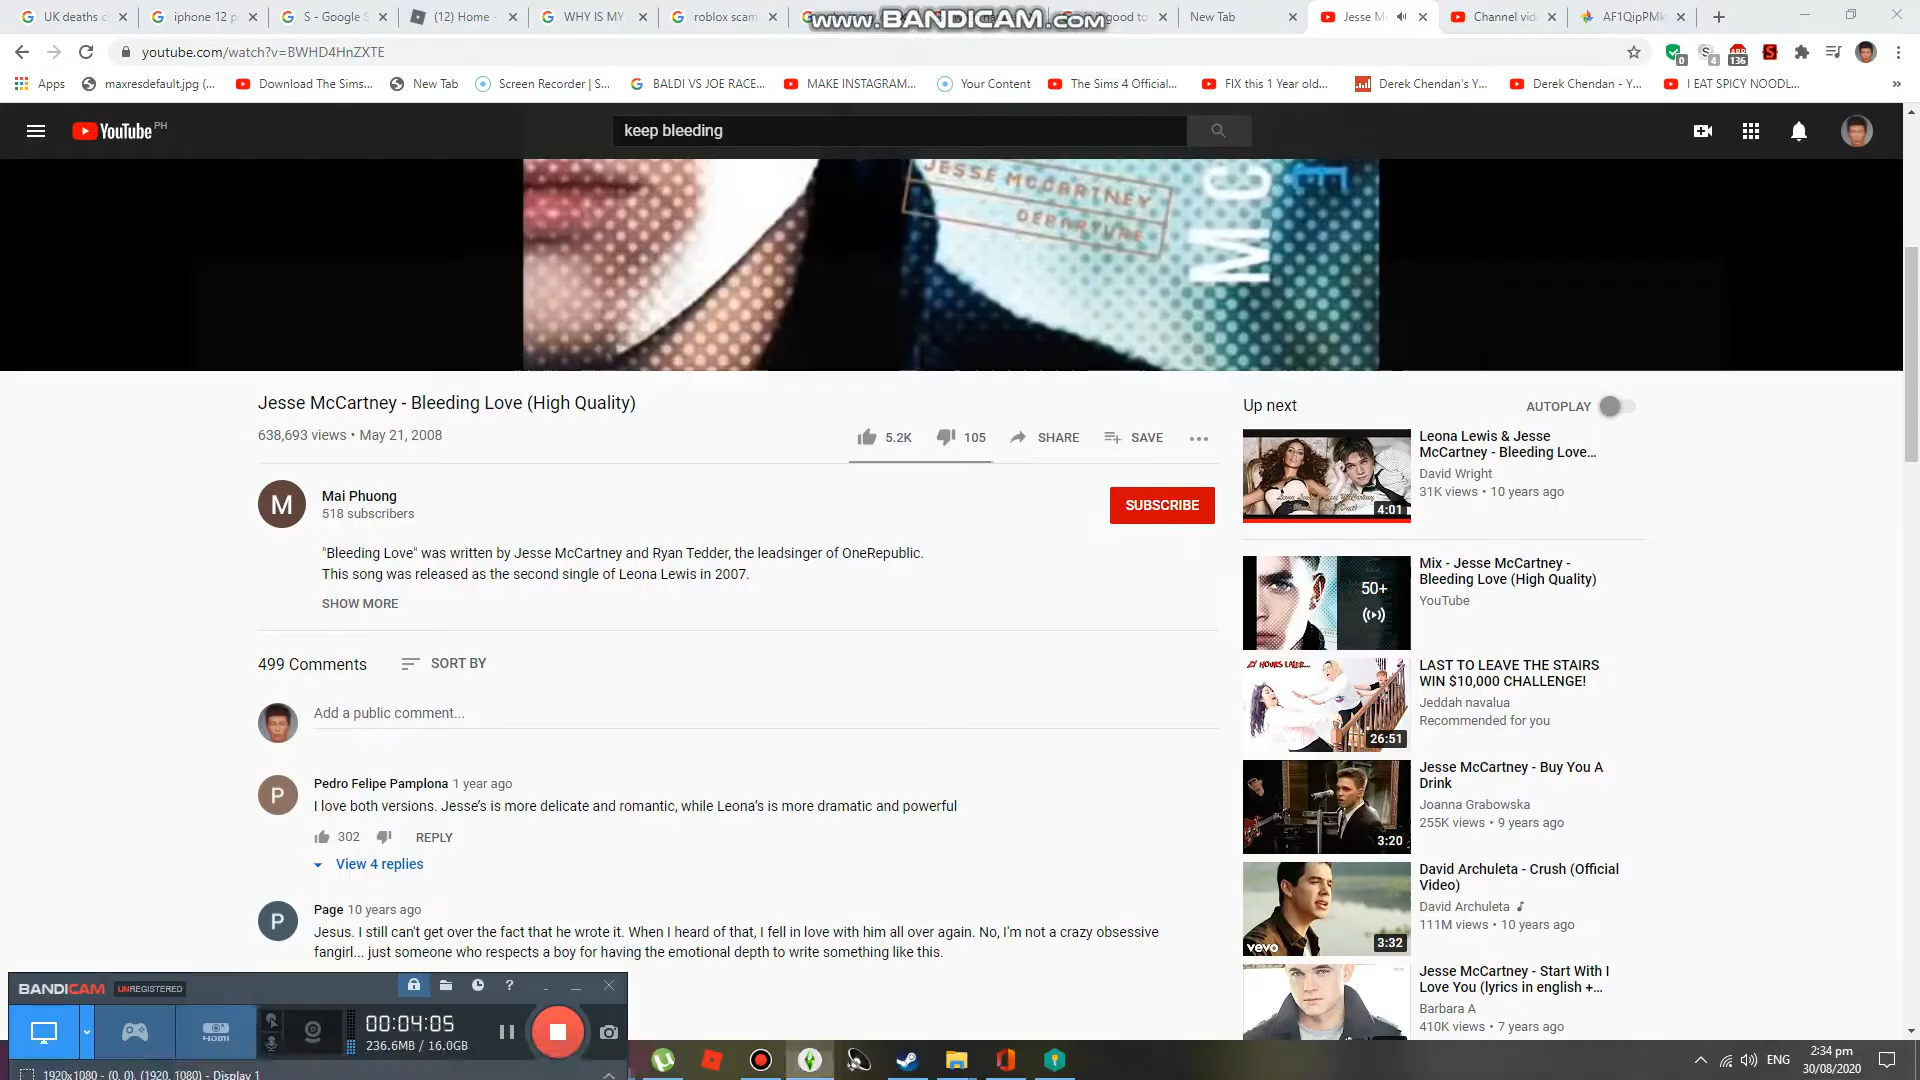 UK deaths c
iphone 12 p
S - Google S
(12) Home -
WHY IS MY
roblox scam
www.BANDICAM.com
good to
New Tab
Jesse M
Channel vid
AF1QipPM
youtube.com/watch?v=BWHD4HnZXTE
0
4
136
Apps
maxresdefault.jpg (...
Download The Sims...
New Tab
Screen Recorder | S...
BALDI VS JOE RACE...
MAKE INSTAGRAM...
Your Content
The Sims 4 Official...
FIX this 1 Year old...
Derek Chendan's Y...
Derek Chendan - Y...
I EAT SPICY NOODL...
»
YouTube PH
keep bleeding
JESSE MCCARTNEY
DEPARTURE
MC
E
Jesse McCartney - Bleeding Love (High Quality)
638,693 views • May 21, 2008
5.2K
105
SHARE
SAVE
M
Mai Phuong
518 subscribers
SUBSCRIBE
"Bleeding Love" was written by Jesse McCartney and Ryan Tedder, the leadsinger of OneRepublic.
This song was released as the second single of Leona Lewis in 2007.
SHOW MORE
499 Comments
SORT BY
Add a public comment...
P
Pedro Felipe Pamplona 1 year ago
I love both versions. Jesse's is more delicate and romantic, while Leona's is more dramatic and powerful
302
REPLY
View 4 replies
P
Page 10 years ago
Jesus. I still can't get over the fact that he wrote it. When I heard of that, I fell in love with him all over again. No, I'm not a crazy obsessive
fangirl... just someone who respects a boy for having the emotional depth to write something like this.
Up next
AUTOPLAY
4:01
Leona Lewis & Jesse
McCartney - Bleeding Love...
David Wright
31K views • 10 years ago
50+
Mix - Jesse McCartney -
Bleeding Love (High Quality)
YouTube
HOURS LATER...
26:51
LAST TO LEAVE THE STAIRS
WIN $10,000 CHALLENGE!
Jeddah navalua
Recommended for you
3:20
Jesse McCartney - Buy You A
Drink
Joanna Grabowska
255K views • 9 years ago
vevo
3:32
David Archuleta - Crush (Official
Video)
David Archuleta
111M views • 10 years ago
Jesse McCartney - Start With I
Love You (lyrics in english +...
Barbara A
410K views • 7 years ago
BANDICAM
UNREGISTERED
?
HDMI
00:04:05
236.6MB / 16.0GB
1920x1080 - (0, 0), (1920, 1080) - Display 1
ENG
2:34 pm
30/08/2020